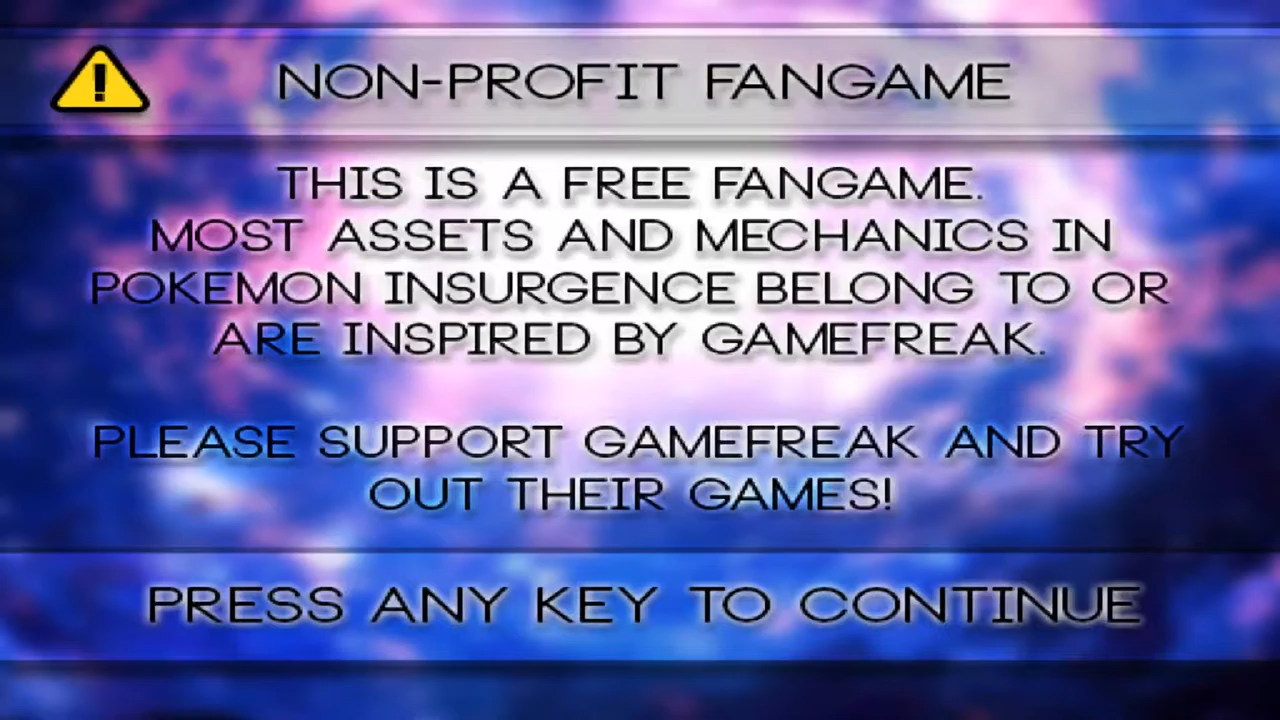 NON-PROFIT FANGAME
THIS IS A FREE FANGAME.
MOST ASSETS AND MECHANICS IN
POKEMON INSURGENCE BELONG TO OR
ARE INSPIRED BY GAMEFREAK.
PLEASE SUPPORT GAMEFREAK AND TRY
OUT THEIR GAMES!
PRESS ANY KEY TO CONTINUE